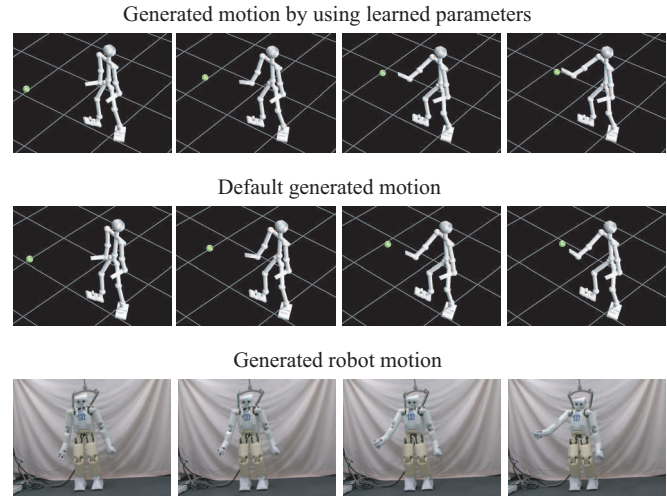 Generated motion by using learned parameters
Default generated motion
Generated robot motion